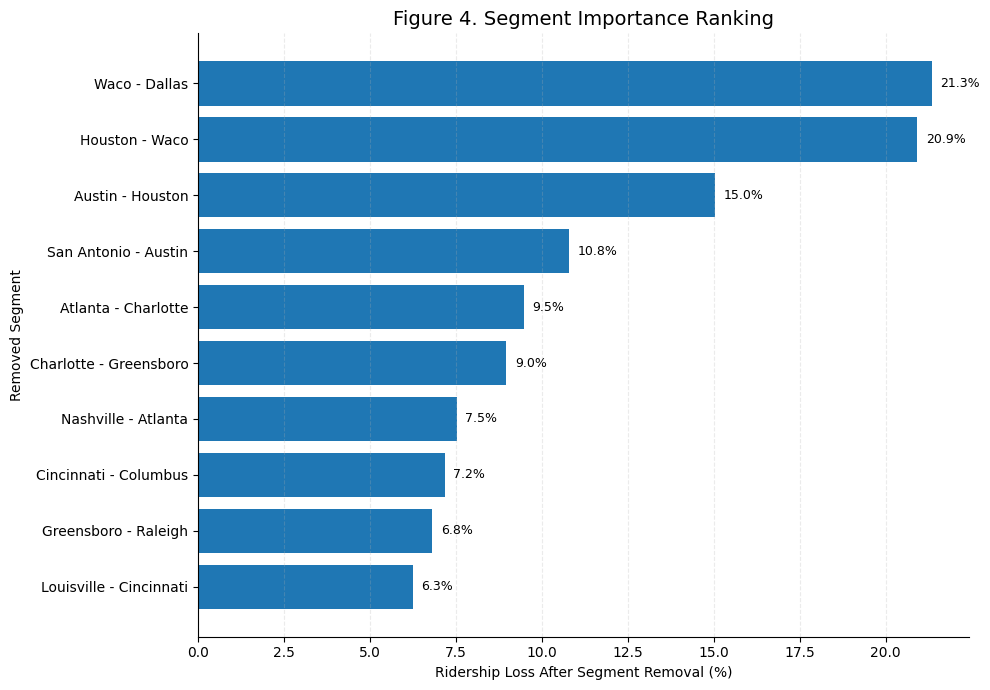 Figure 4. Segment Importance Ranking
Removed Segment
Waco - Dallas 21.3%
Houston - Waco 20.9%
Austin - Houston 15.0%
San Antonio - Austin 10.8%
Atlanta - Charlotte 9.5%
Charlotte - Greensboro 9.0%
Nashville - Atlanta 7.5%
Cincinnati - Columbus 7.2%
Greensboro - Raleigh 6.8%
Louisville - Cincinnati 6.3%
0.0 2.5 5.0 7.5 10.0 12.5 15.0 17.5 20.0
Ridership Loss After Segment Removal (%)